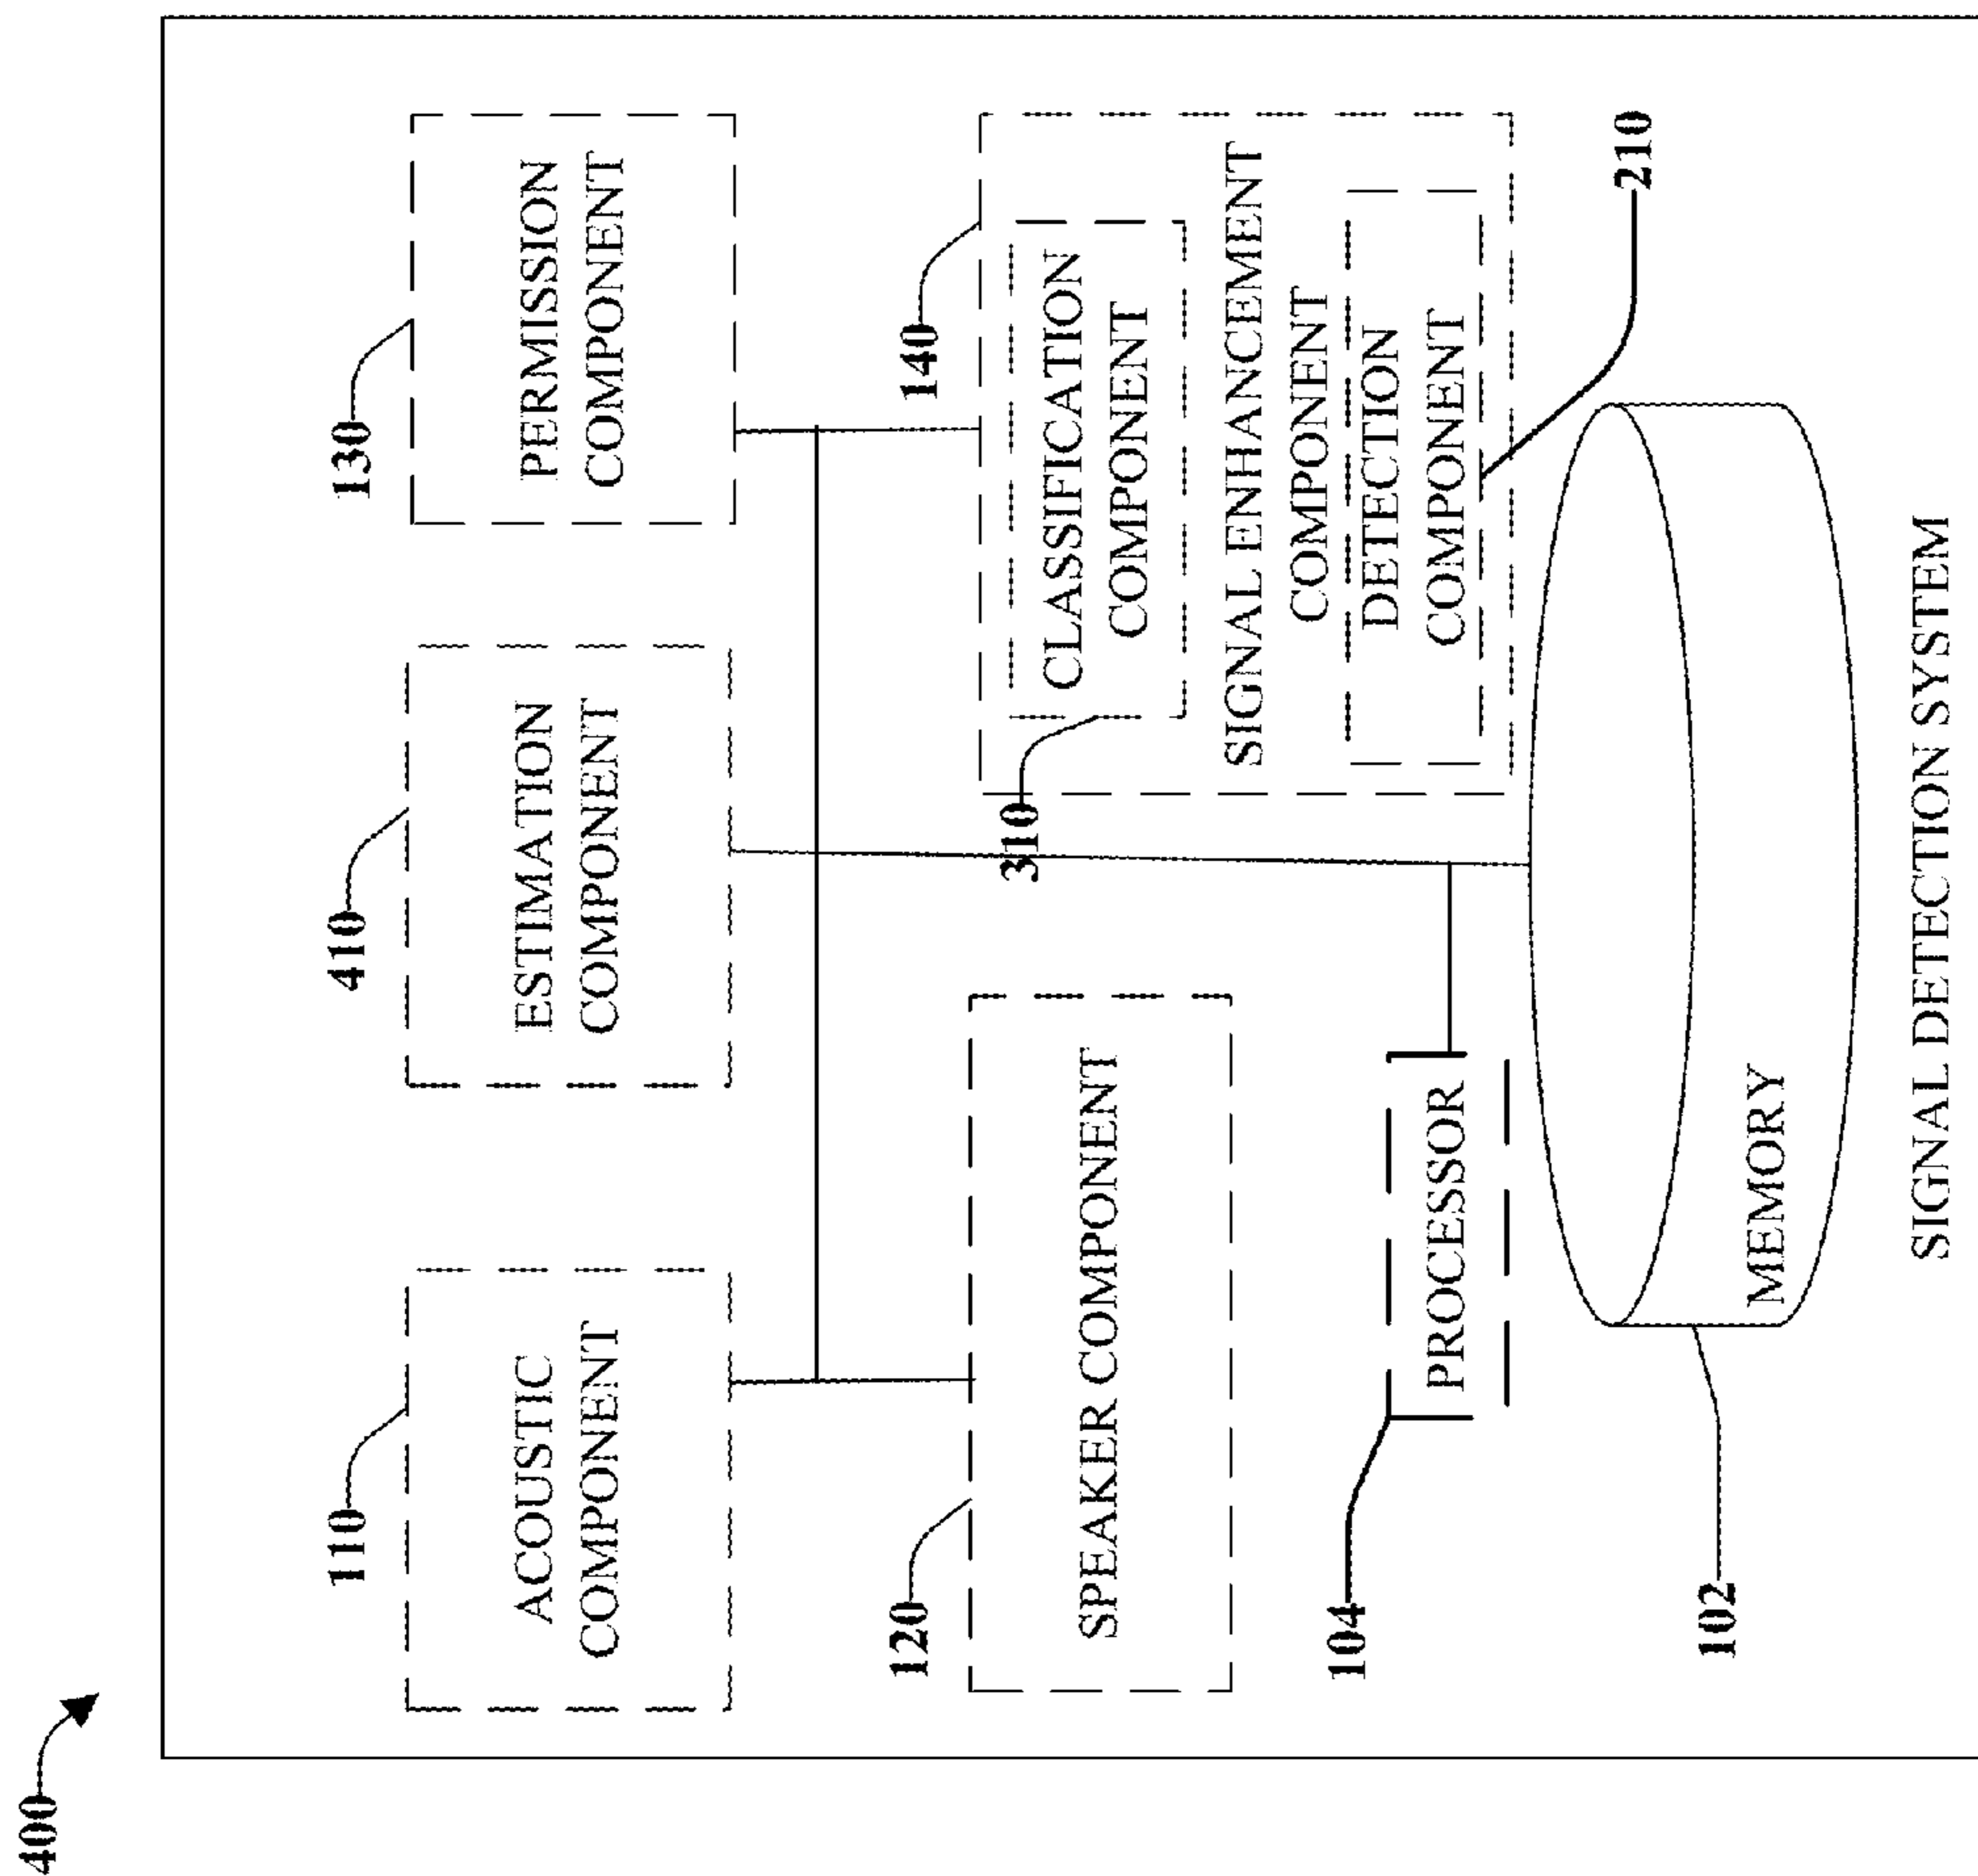 400
110
ACOUSTIC
COMPONENT
410
ESTIMATION
COMPONENT
130
PERMISSION
COMPONENT
120
SPEAKER COMPONENT
310
140
CLASSIFICATION
COMPONENT
SIGNAL ENHANCEMENT
COMPONENT
DETECTION
COMPONENT
210
104
PROCESSOR
102
MEMORY
SIGNAL DETECTION SYSTEM